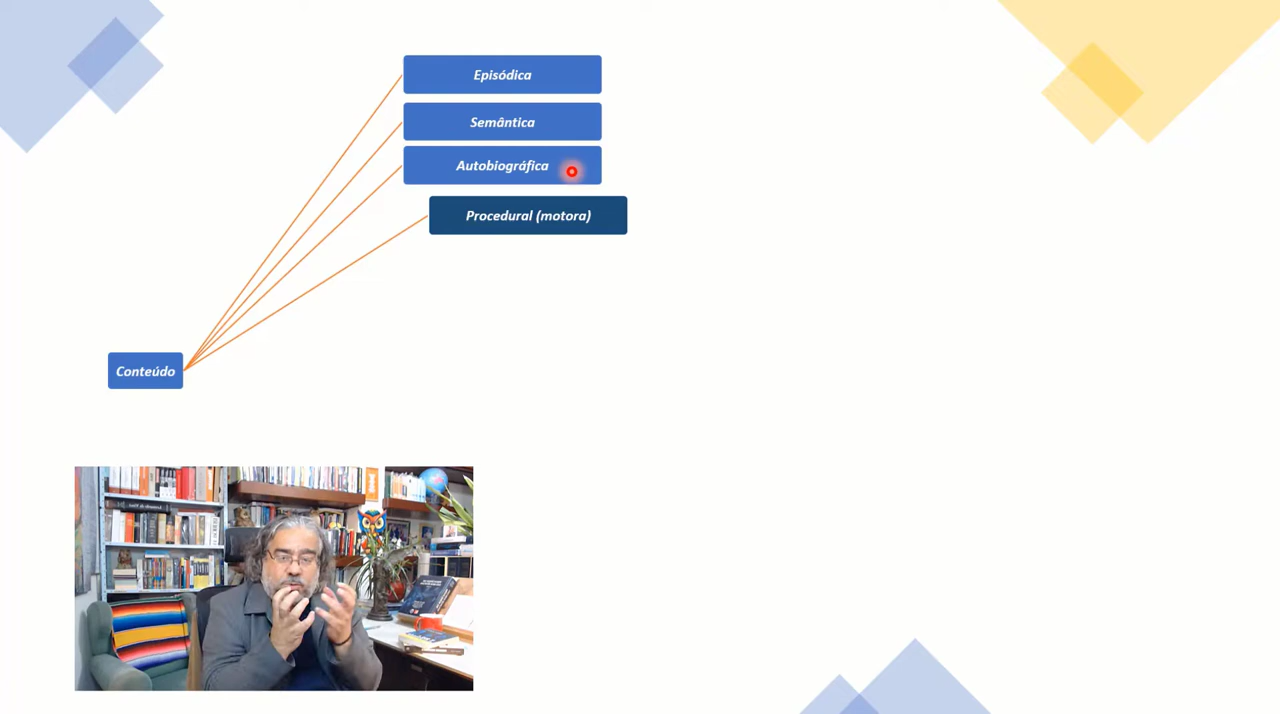 Episódica
Semântica
Autobiográfica
Procedural (motora)
Conteúdo